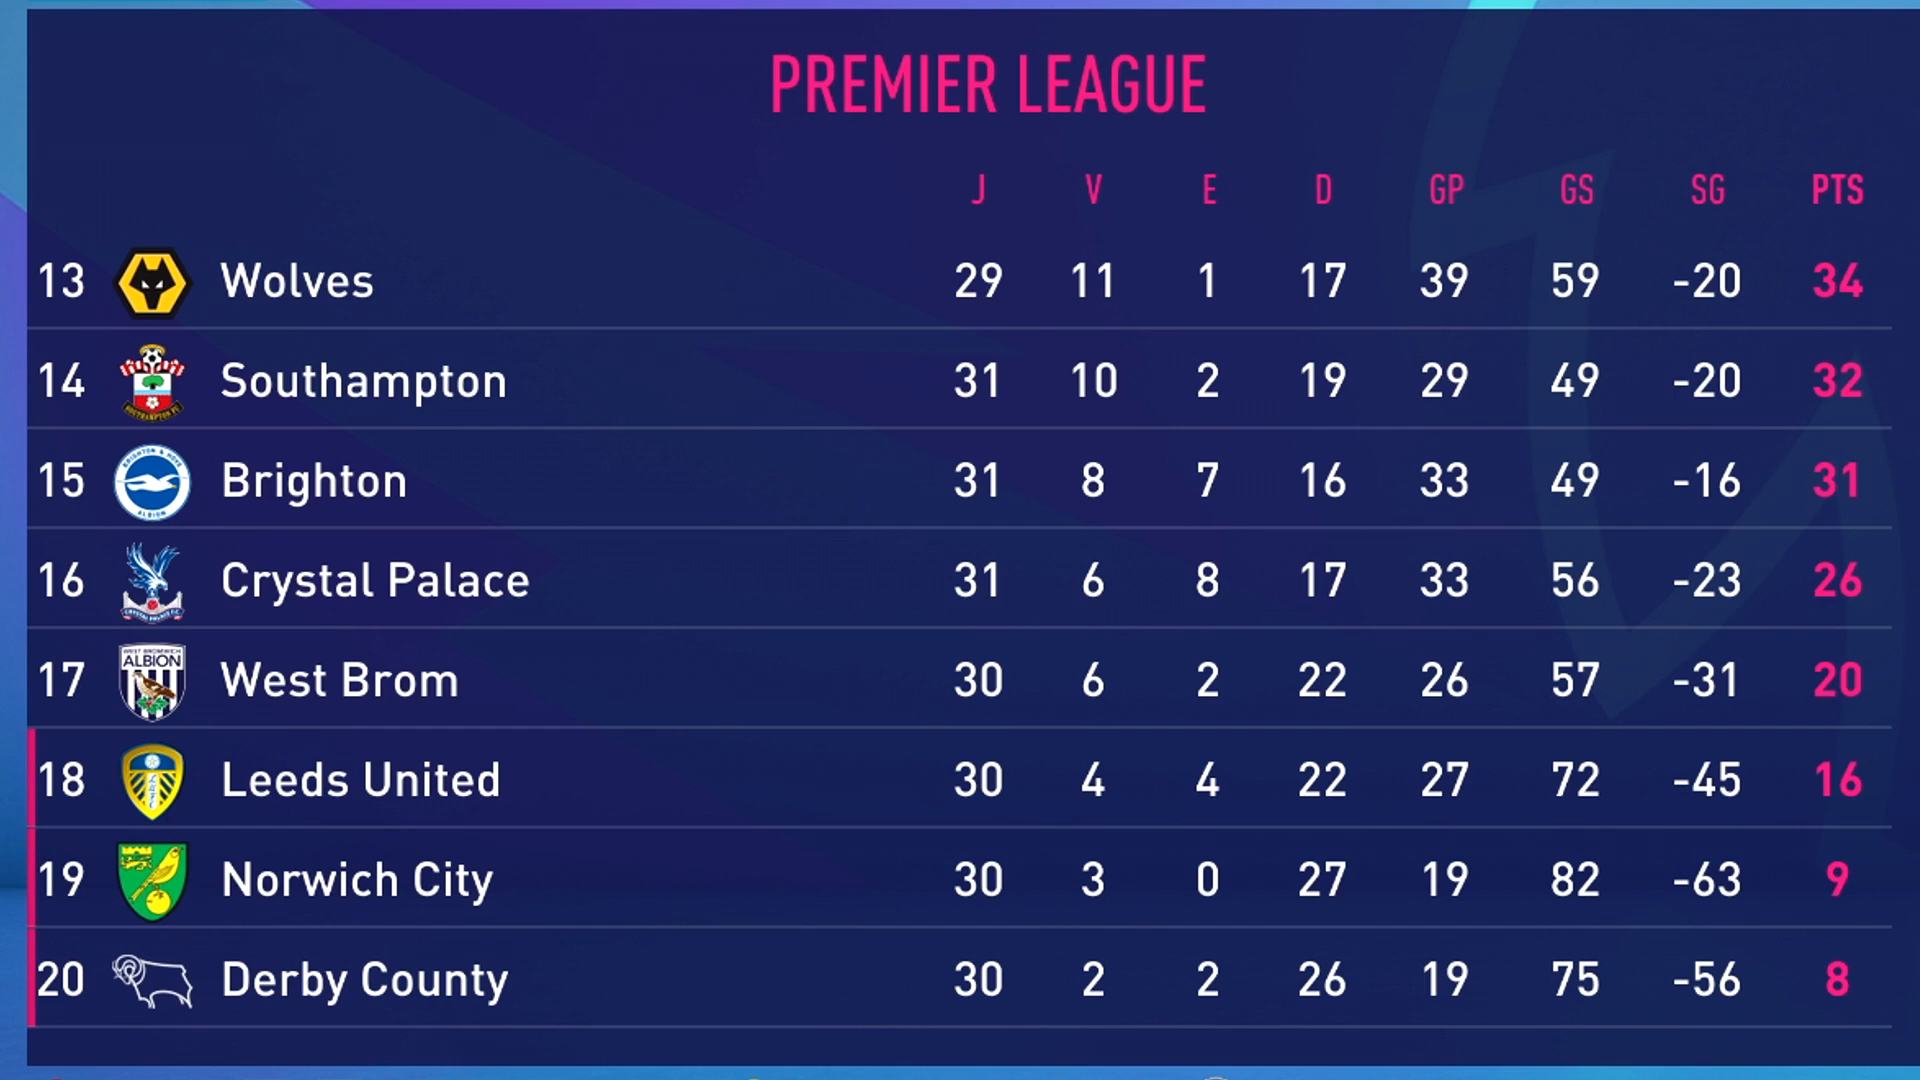 PREMIER LEAGUE
J V E D GP GS SG PTS
13 Wolves 29 11 1 17 39 59 -20 34
14 Southampton 31 10 2 19 29 49 -20 32
15 Brighton 31 8 7 16 33 49 -16 31
16 Crystal Palace 31 6 8 17 33 56 -23 26
17 ALBION West Brom 30 6 2 22 26 57 -31 20
18 Leeds United 30 4 4 22 27 72 -45 16
19 Norwich City 30 3 0 27 19 82 -63 9
20 Derby County 30 2 2 26 19 75 -56 8